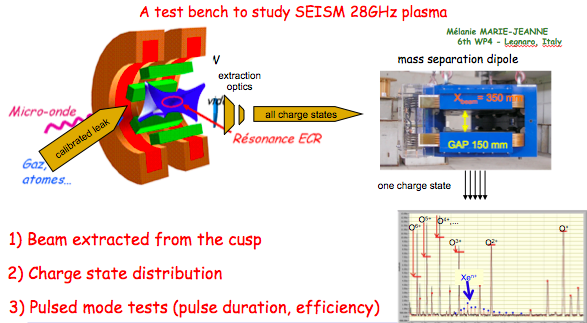 A test bench to study SEISM 28GHz plasma
Mélanie MARIE-JEANNE
6th WP4 - Legnaro, Italy
mass separation dipole
extraction
optics
all charge states
Micro-onde
calibrated leak
Gaz,
atomes...
Résonance ECR
Xbeam= 350 m
GAP 150 mm
one charge state
O6+
O5+
O4+,...
O3+
O2+
O+
Xen+
1) Beam extracted from the cusp
2) Charge state distribution
3) Pulsed mode tests (pulse duration, efficiency)